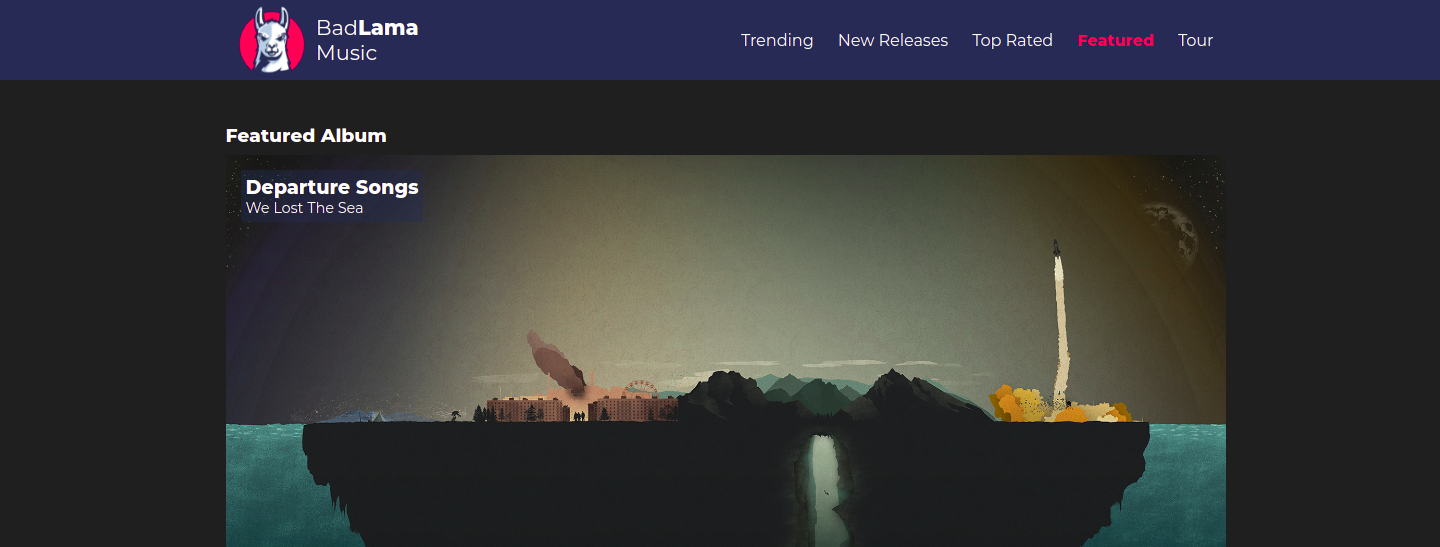 BadLama
Music
Trending
New Releases
Top Rated
Featured
Tour
Featured Album
Departure Songs
We Lost The Sea